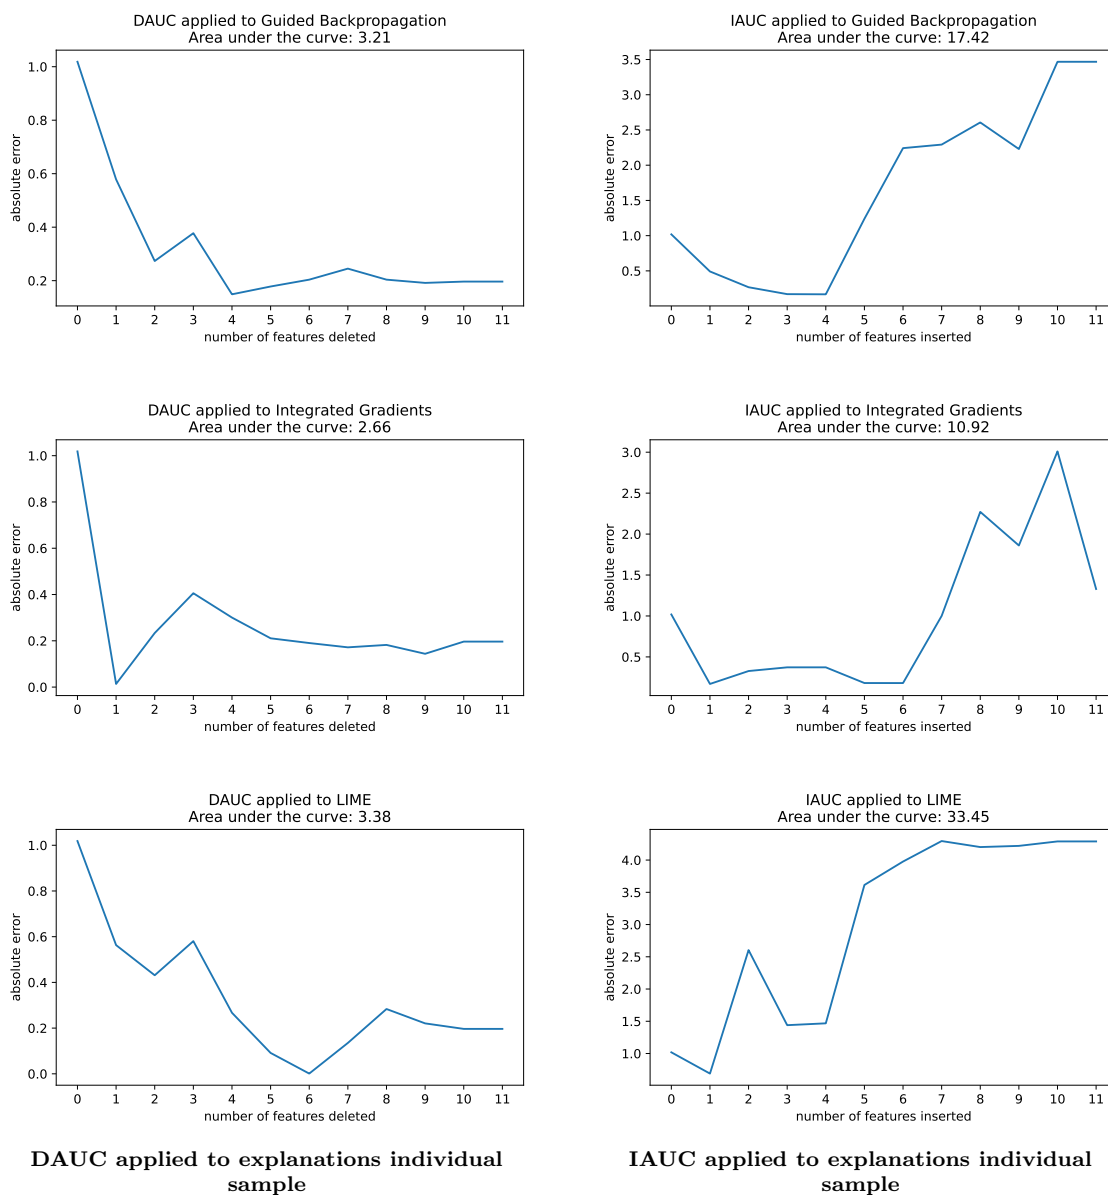 DAUC applied to Guided Backpropagation
Area under the curve: 3.21
absolute error
1.0
0.8
0.6
0.4
0.2
0 1 2 3 4 5 6 7 8 9 10 11
number of features deleted
IAUC applied to Guided Backpropagation
Area under the curve: 17.42
absolute error
3.5
3.0
2.5
2.0
1.5
1.0
0.5
0 1 2 3 4 5 6 7 8 9 10 11
number of features inserted
DAUC applied to Integrated Gradients
Area under the curve: 2.66
absolute error
1.0
0.8
0.6
0.4
0.2
0.0
0 1 2 3 4 5 6 7 8 9 10 11
number of features deleted
IAUC applied to Integrated Gradients
Area under the curve: 10.92
absolute error
3.0
2.5
2.0
1.5
1.0
0.5
0 1 2 3 4 5 6 7 8 9 10 11
number of features inserted
DAUC applied to LIME
Area under the curve: 3.38
absolute error
1.0
0.8
0.6
0.4
0.2
0.0
0 1 2 3 4 5 6 7 8 9 10 11
number of features deleted
IAUC applied to LIME
Area under the curve: 33.45
absolute error
4.0
3.5
3.0
2.5
2.0
1.5
1.0
0 1 2 3 4 5 6 7 8 9 10 11
number of features inserted
DAUC applied to explanations individual
sample
IAUC applied to explanations individual
sample